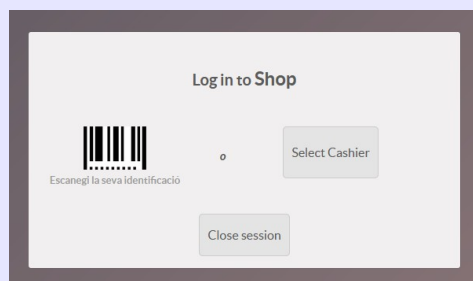 Log in to Shop
Escanegi la seva identificació
o
Select Cashier
Close session